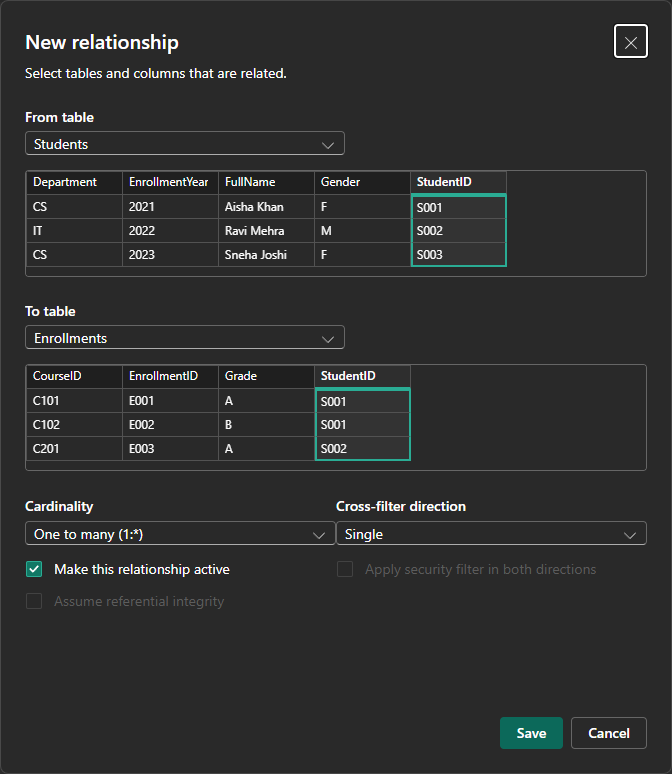 New relationship
Select tables and columns that are related.
From table
Students
Department EnrollmentYear FullName Gender StudentID
CS 2021 Aisha Khan F S001
IT 2022 Ravi Mehra M S002
CS 2023 Sneha Joshi F S003
To table
Enrollments
CourseID EnrollmentID Grade StudentID
C101 E001 A S001
C102 E002 B S001
C201 E003 A S002
Cardinality Cross-filter direction
One to many (1:*) Single
Make this relationship active Apply security filter in both directions
Assume referential integrity
Save Cancel